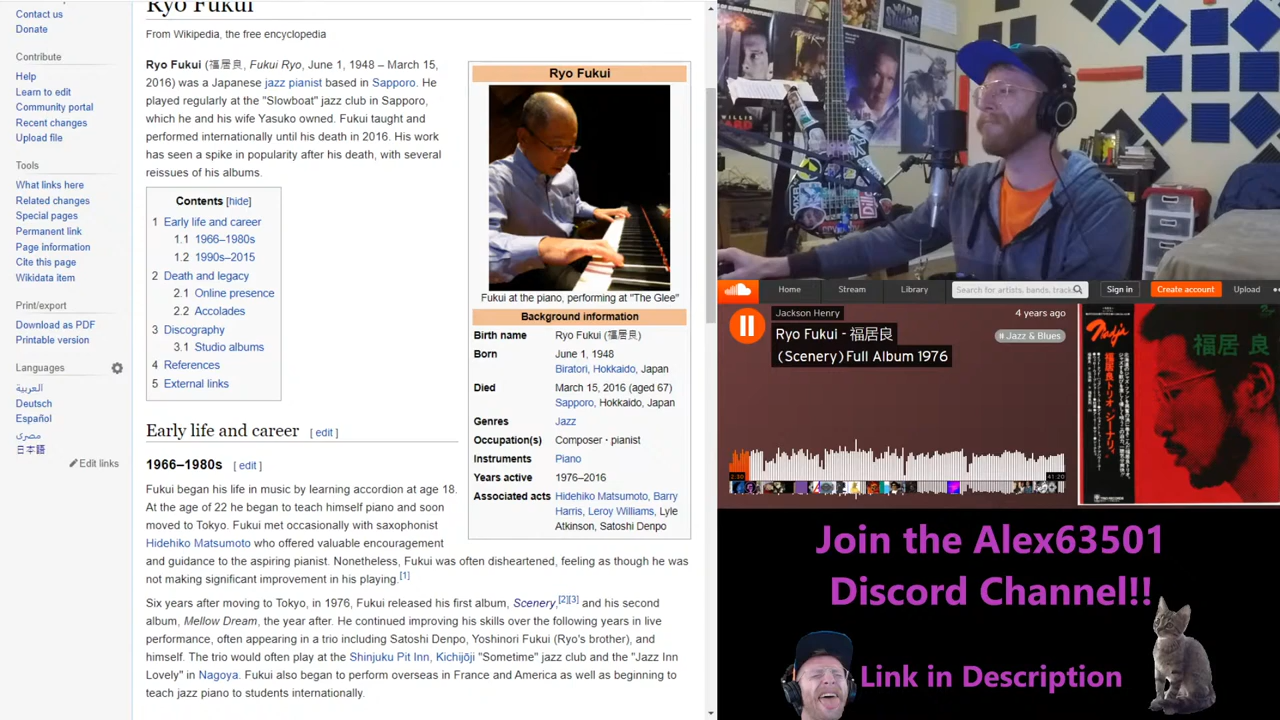 Contact us
Donate
Contribute
Help
Learn to edit
Community portal
Recent changes
Upload file
Tools
What links here
Related changes
Special pages
Permanent link
Page information
Cite this page
Wikidata item
Print/export
Download as PDF
Printable version
Languages
العربية
Deutsch
Español
مصرى
日本語
Edit links
Ryo Fukui
From Wikipedia, the free encyclopedia
Ryo Fukui (福居良, Fukui Ryo, June 1, 1948 – March 15,
2016) was a Japanese jazz pianist based in Sapporo. He
played regularly at the "Slowboat" jazz club in Sapporo,
which he and his wife Yasuko owned. Fukui taught and
performed internationally until his death in 2016. His work
has seen a spike in popularity after his death, with several
reissues of his albums.
Contents [hide]
1 Early life and career
1.1 1966–1980s
1.2 1990s–2015
2 Death and legacy
2.1 Online presence
2.2 Accolades
3 Discography
3.1 Studio albums
4 References
5 External links
Ryo Fukui
Fukui at the piano, performing at "The Glee"
Background information
Birth name Ryo Fukui (福居良)
Born June 1, 1948
Biratori, Hokkaido, Japan
Died March 15, 2016 (aged 67)
Sapporo, Hokkaido, Japan
Genres Jazz
Occupation(s) Composer · pianist
Instruments Piano
Years active 1976–2016
Associated acts Hidehiko Matsumoto, Barry
Harris, Leroy Williams, Lyle
Atkinson, Satoshi Denpo
Early life and career [ edit ]
1966–1980s [ edit ]
Fukui began his life in music by learning accordion at age 18.
At the age of 22 he began to teach himself piano and soon
moved to Tokyo. Fukui met occasionally with saxophonist
Hidehiko Matsumoto who offered valuable encouragement
and guidance to the aspiring pianist. Nonetheless, Fukui was often disheartened, feeling as though he was
not making significant improvement in his playing.[1]
Six years after moving to Tokyo, in 1976, Fukui released his first album, Scenery,[2][3] and his second
album, Mellow Dream, the year after. He continued improving his skills over the following years in live
performance, often appearing in a trio including Satoshi Denpo, Yoshinori Fukui (Ryo's brother), and
himself. The trio would often play at the Shinjuku Pit Inn, Kichijōji "Sometime" jazz club and the "Jazz Inn
Lovely" in Nagoya. Fukui also began to perform overseas in France and America as well as beginning to
teach jazz piano to students internationally.
Home Stream Library Search for artists, bands, tracks Sign in Create account Upload
Jackson Henry
4 years ago
Ryo Fukui - 福居良
(Scenery) Full Album 1976
# Jazz & Blues
2:30
41:20
福居 良
Join the Alex63501
Discord Channel!!
Link in Description